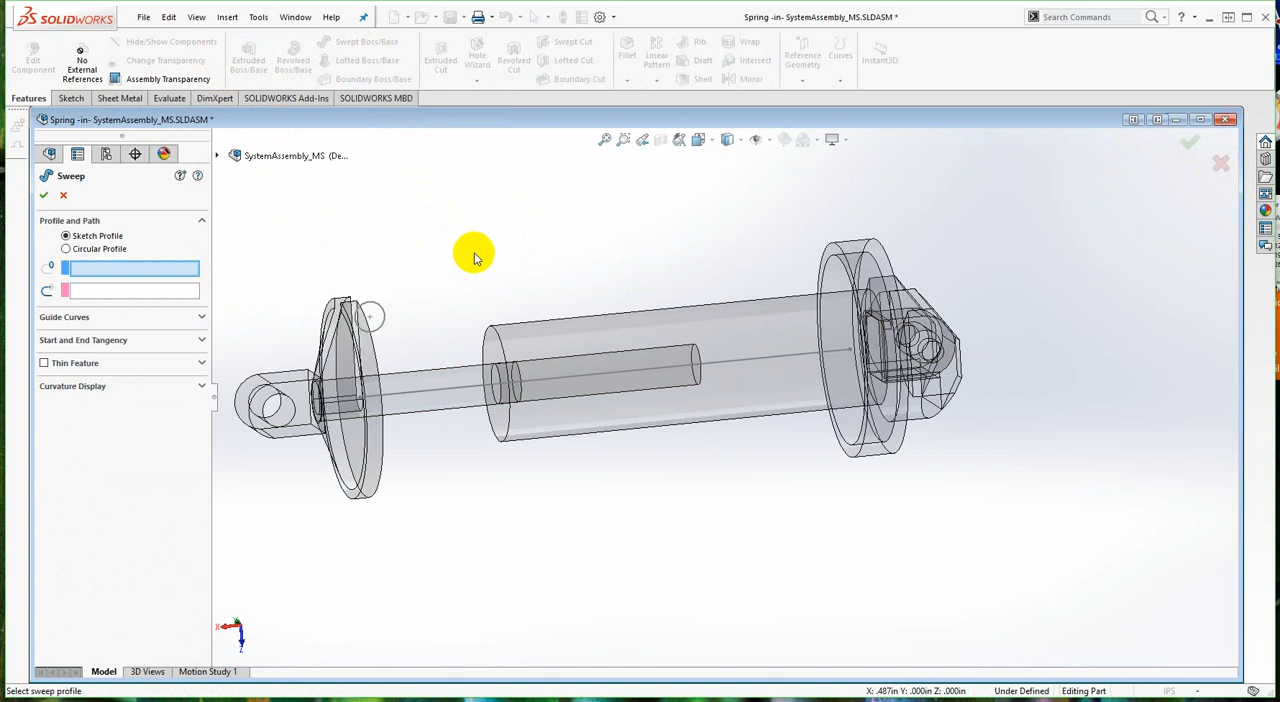 SOLIDWORKS File Edit View Insert Tools Window Help Spring -in- SystemAssembly_MS.SLDASM * Search Commands ?
Edit Component
No External References
Hide/Show Components
Change Transparency
Assembly Transparency
Extruded Boss/Base
Revolved Boss/Base
Swept Boss/Base
Lofted Boss/Base
Boundary Boss/Base
Extruded Cut
Hole Wizard
Revolved Cut
Swept Cut
Lofted Cut
Boundary Cut
Fillet
Linear Pattern
Rib
Draft
Shell
Wrap
Intersect
Mirror
Reference Geometry
Curves
Instant3D
Features Sketch Sheet Metal Evaluate DimXpert SOLIDWORKS Add-Ins SOLIDWORKS MBD
Spring -in- SystemAssembly_MS.SLDASM *
SystemAssembly_MS (De...
Sweep
Profile and Path
Sketch Profile
Circular Profile
Guide Curves
Start and End Tangency
Thin Feature
Curvature Display
X
Z
Model 3D Views Motion Study 1
Select sweep profile X: .487in Y: .000in Z: .000in Under Defined Editing Part IPS